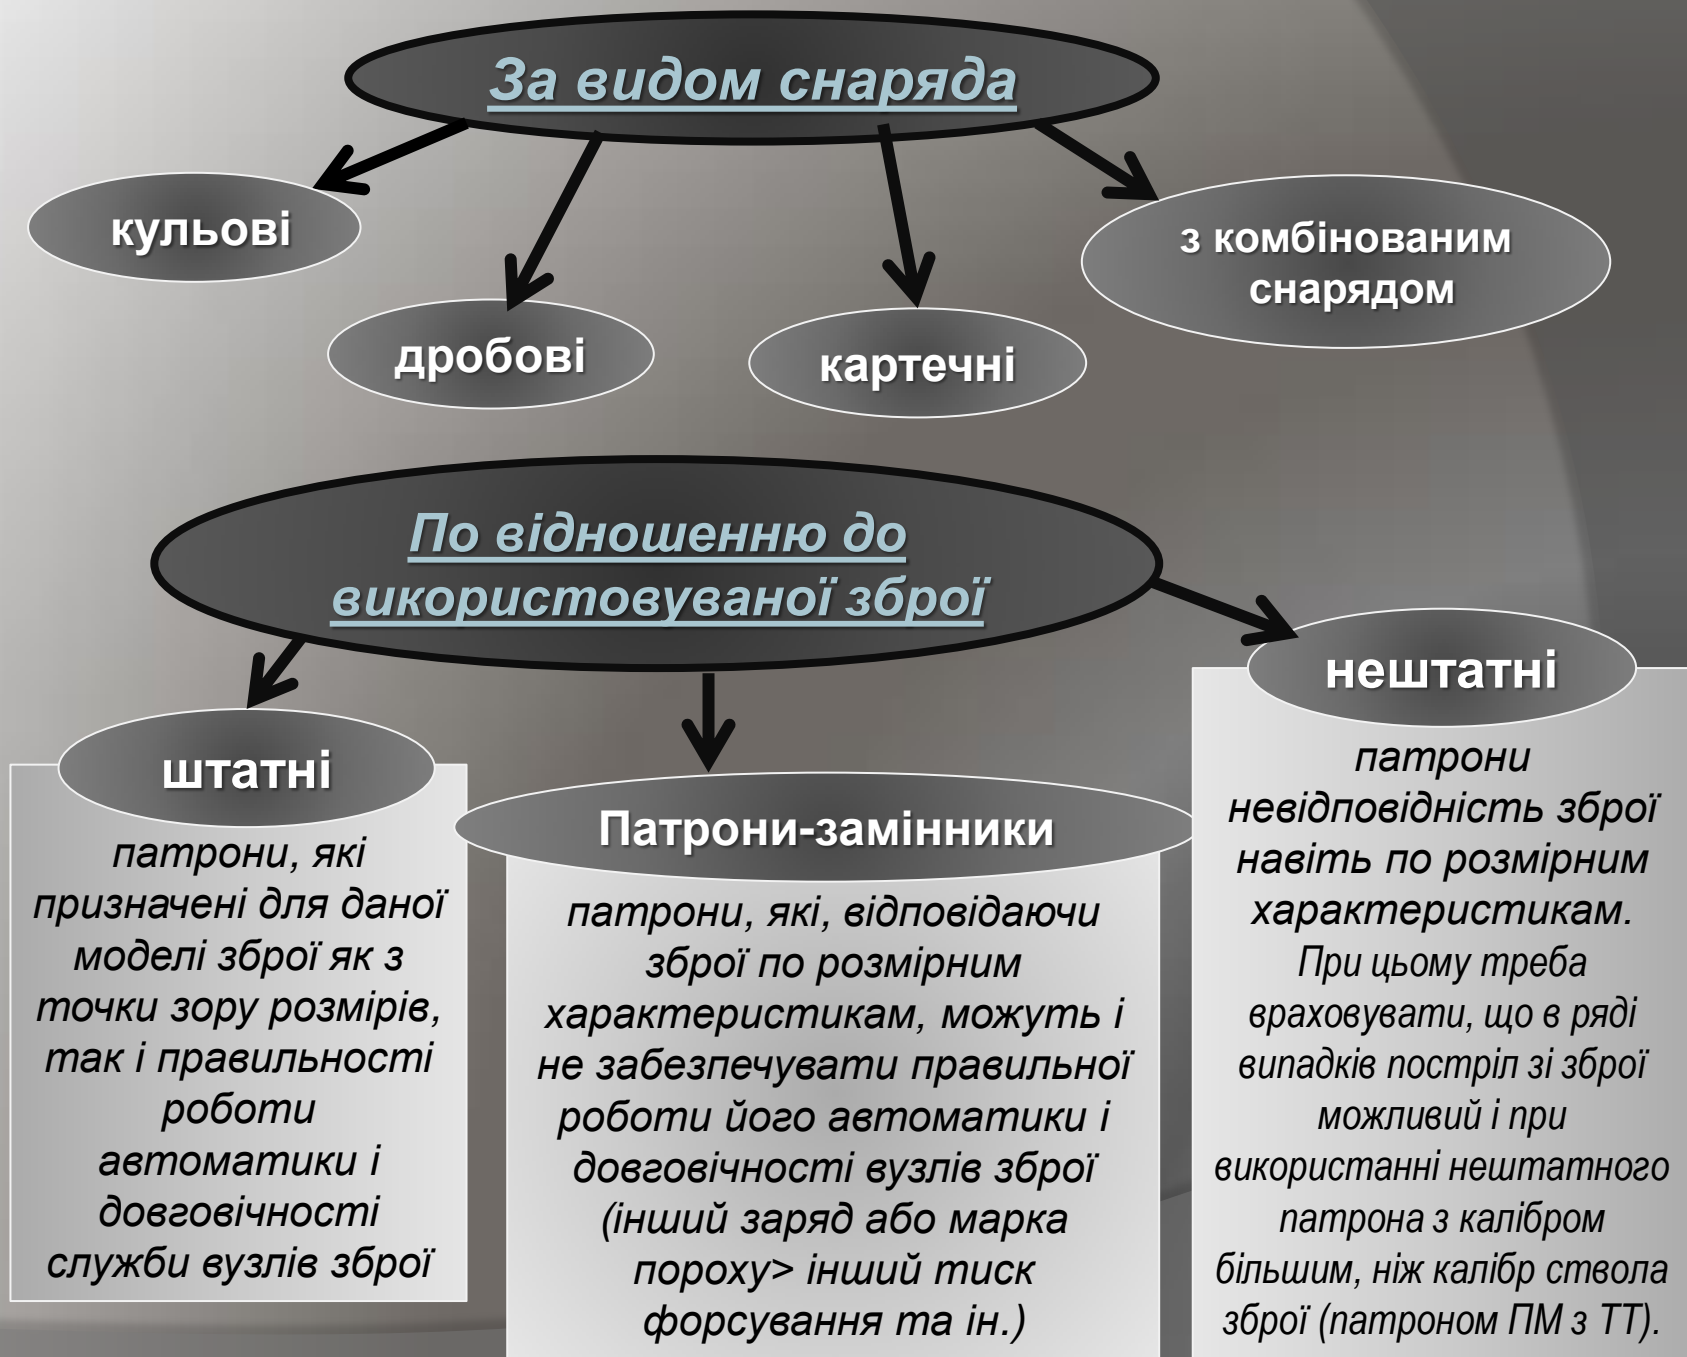 За видом снаряда
кульові
дробові
картечні
з комбінованим
снарядом
По відношенню до
використовуваної зброї
штатні
патрони, які
призначені для даної
моделі зброї як з
точки зору розмірів,
так і правильності
роботи
автоматики і
довговічності
служби вузлів зброї
Патрони-замінники
патрони, які, відповідаючи
зброї по розмірним
характеристикам, можуть і
не забезпечувати правильної
роботи його автоматики і
довговічності вузлів зброї
(інший заряд або марка
пороху> інший тиск
форсування та ін.)
нештатні
патрони
невідповідність зброї
навіть по розмірним
характеристикам.
При цьому треба
враховувати, що в ряді
випадків постріл зі зброї
можливий і при
використанні нештатного
патрона з калібром
більшим, ніж калібр ствола
зброї (патроном ПМ з ТТ).